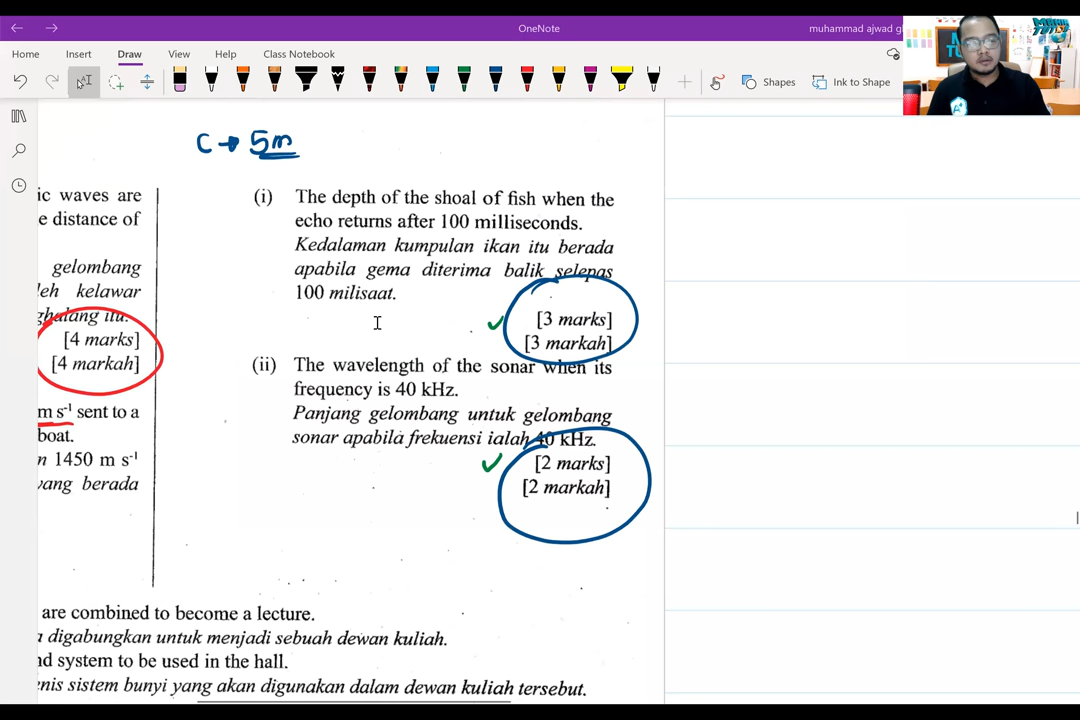 OneNote
muhammad ajwad g
Home Insert Draw View Help Class Notebook
Shapes Ink to Shape
C → 5m
ic waves are
e distance of
gelombang
leh kelawar
ghalang itu.
[4 marks]
[4 markah]
m s⁻¹ sent to a
boat.
n 1450 m s⁻¹
yang berada
(i) The depth of the shoal of fish when the
echo returns after 100 milliseconds.
Kedalaman kumpulan ikan itu berada
apabila gema diterima balik selepas
100 milisaat.
[3 marks]
[3 markah]
(ii) The wavelength of the sonar when its
frequency is 40 kHz.
Panjang gelombang untuk gelombang
sonar apabila frekuensi ialah 40 kHz.
[2 marks]
[2 markah]
are combined to become a lecture.
a digabungkan untuk menjadi sebuah dewan kuliah.
nd system to be used in the hall.
enis sistem bunyi yang akan digunakan dalam dewan kuliah tersebut.